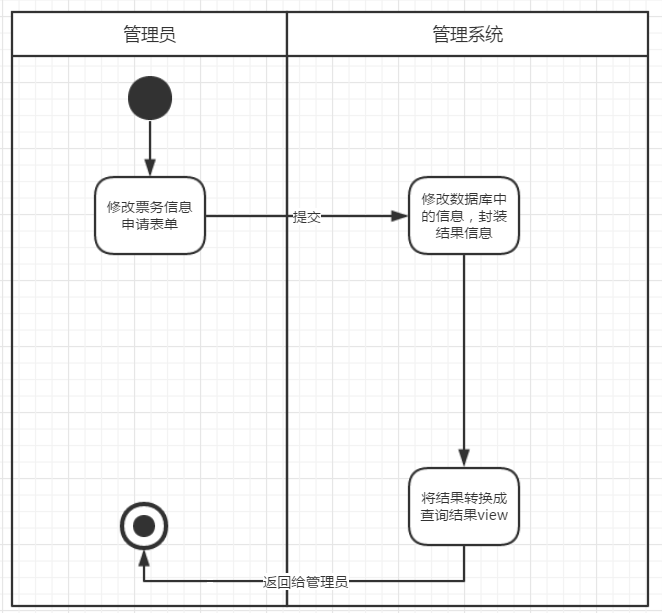 管理员
管理系统
修改票务信息
申请表单
提交
修改数据库中
的信息，封装
结果信息
将结果转换成
查询结果view
返回给管理员